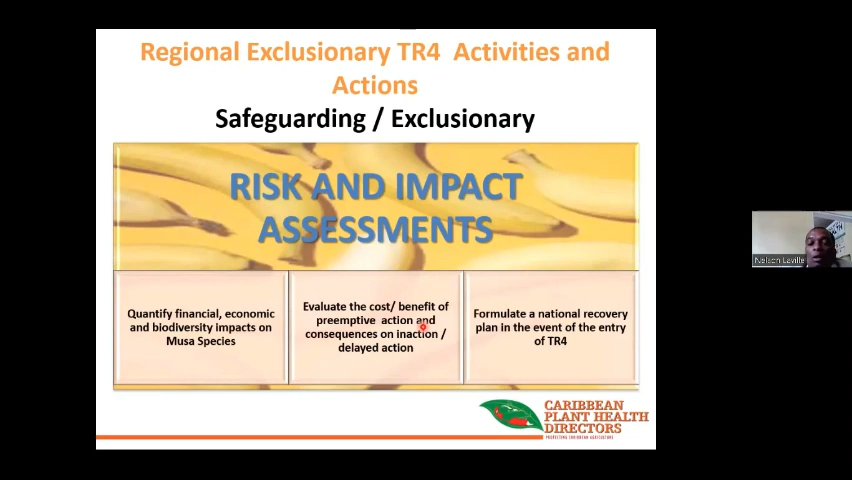 Regional Exclusionary TR4 Activities and
Actions
Safeguarding / Exclusionary
RISK AND IMPACT
ASSESSMENTS
Quantify financial, economic
and biodiversity impacts on
Musa Species
Evaluate the cost/ benefit of
preemptive action and
consequences on inaction /
delayed action
Formulate a national recovery
plan in the event of the entry
of TR4
CARIBBEAN
PLANT HEALTH
DIRECTORS
PROTECTING CARIBBEAN AGRICULTURE
Nelson Laville